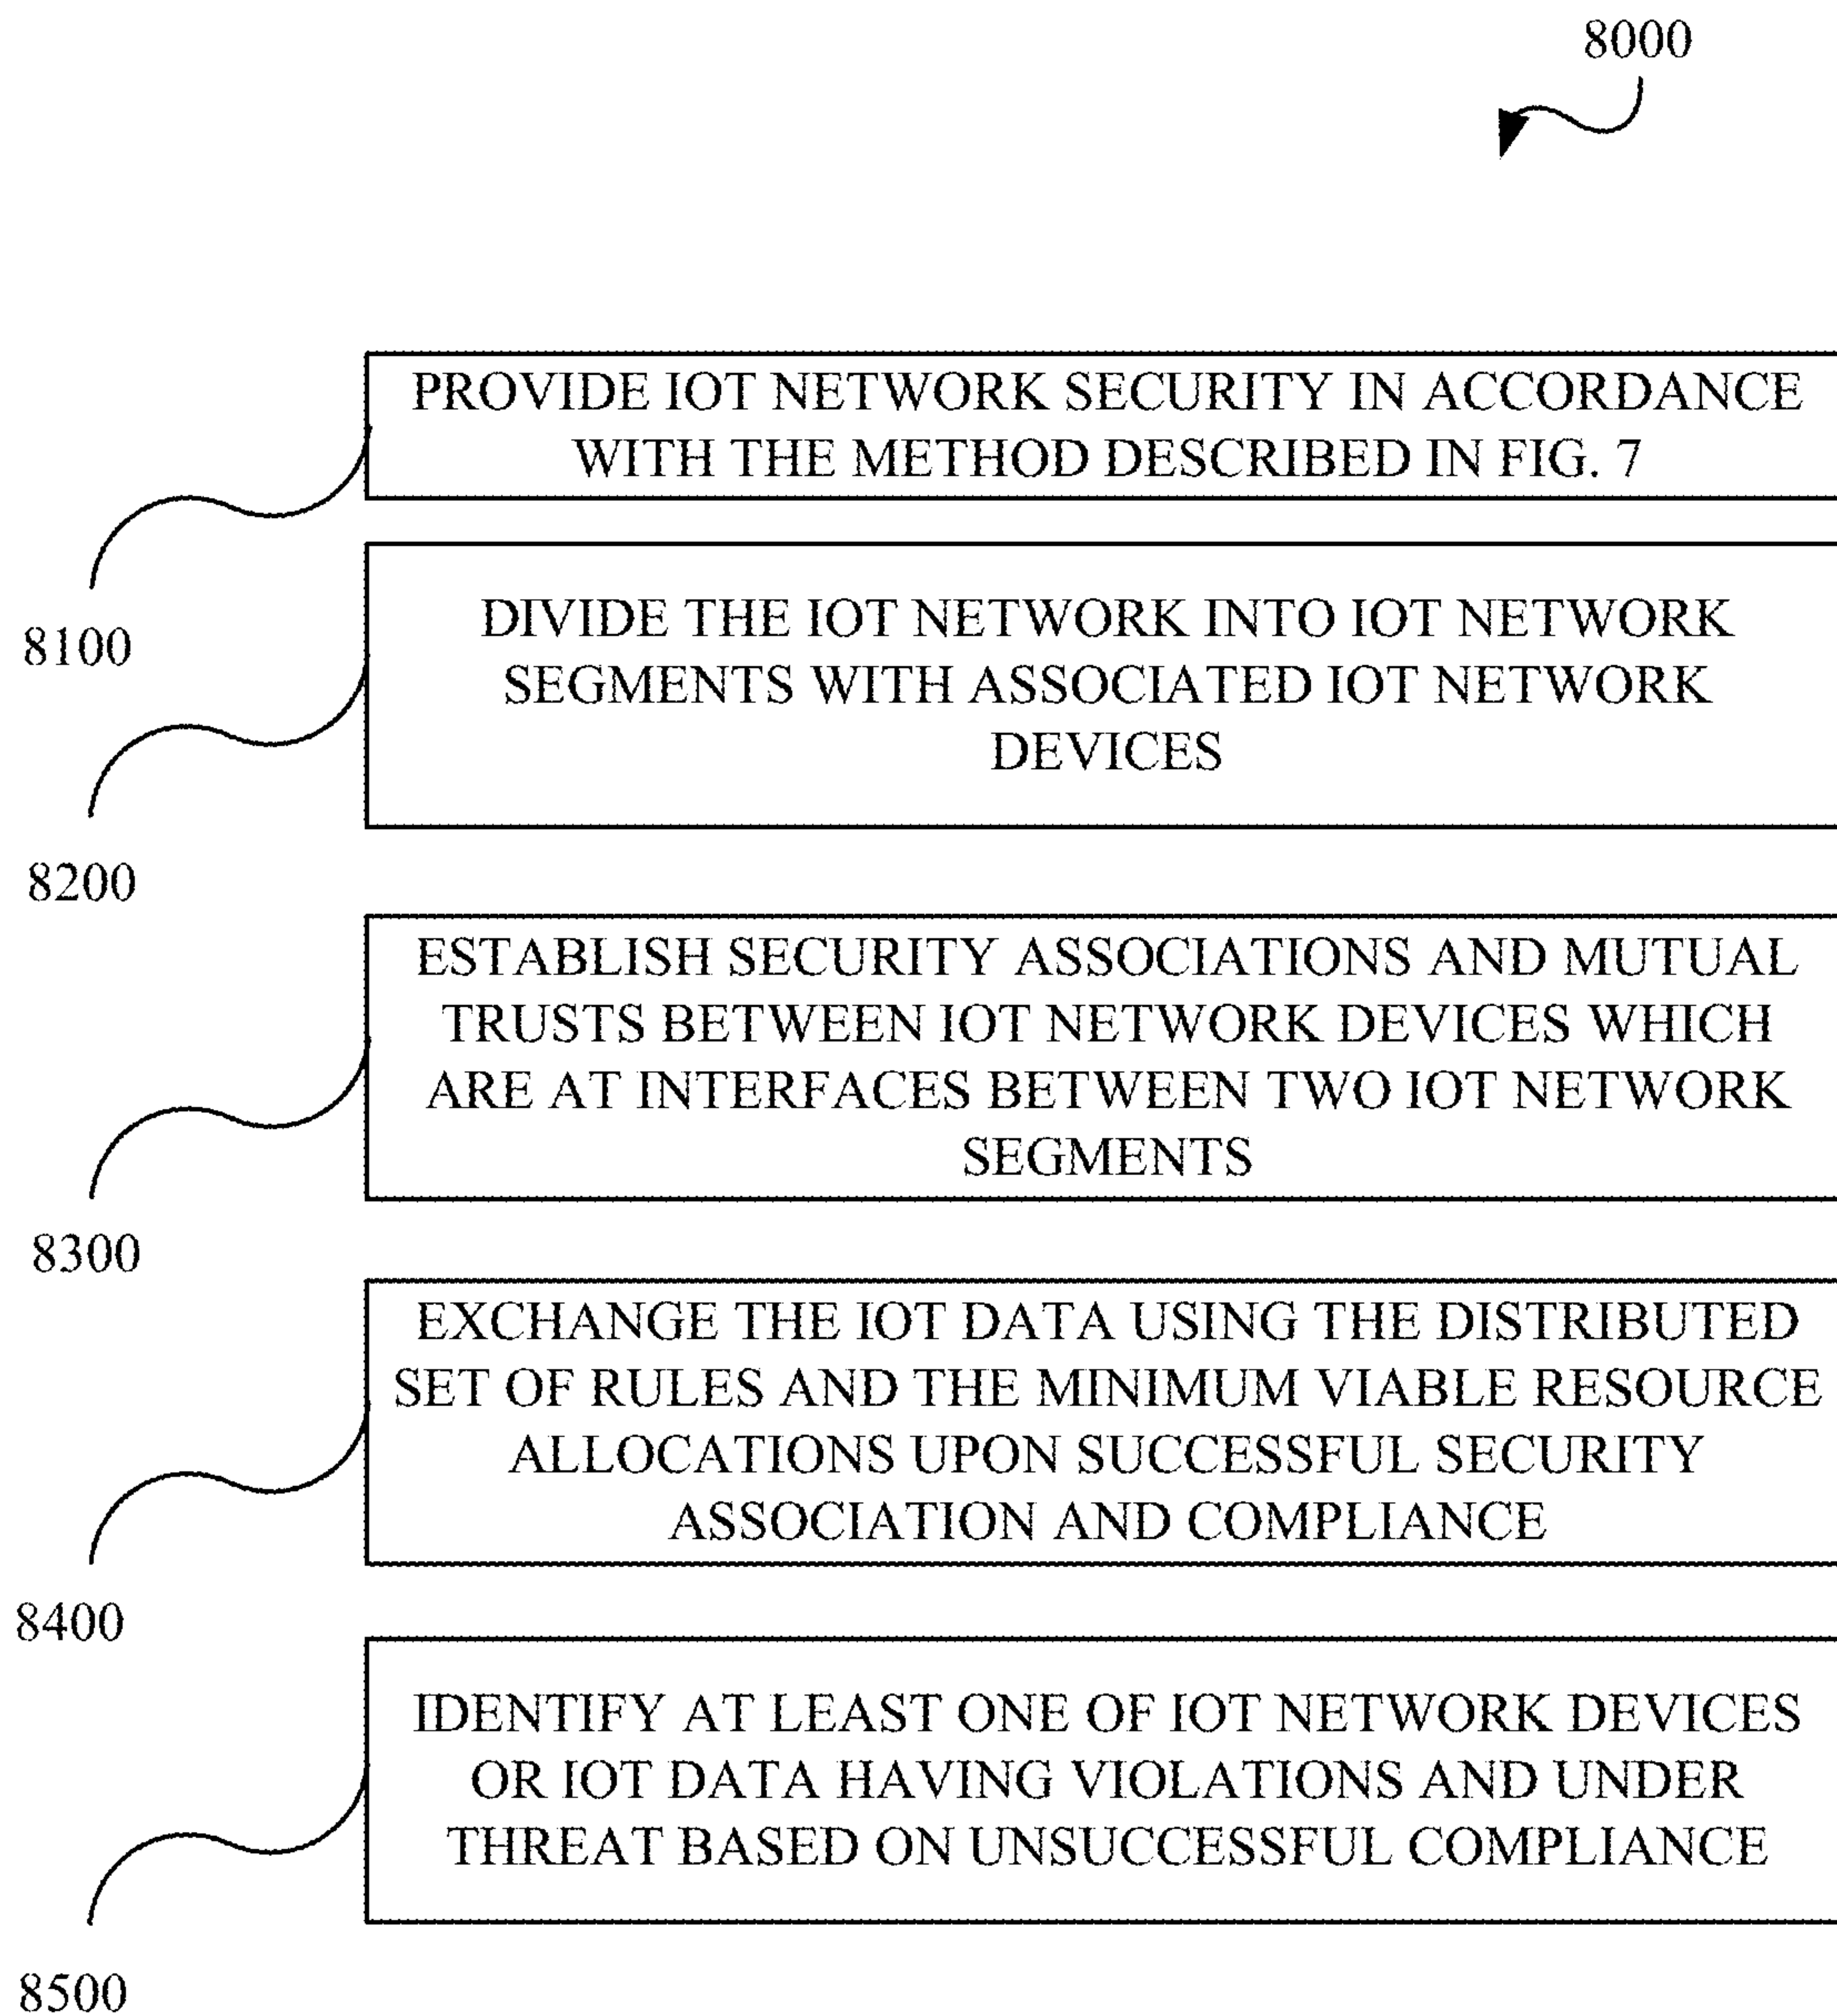 8000
PROVIDE IOT NETWORK SECURITY IN ACCORDANCE
WITH THE METHOD DESCRIBED IN FIG. 7
8100
DIVIDE THE IOT NETWORK INTO IOT NETWORK
SEGMENTS WITH ASSOCIATED IOT NETWORK
DEVICES
8200
ESTABLISH SECURITY ASSOCIATIONS AND MUTUAL
TRUSTS BETWEEN IOT NETWORK DEVICES WHICH
ARE AT INTERFACES BETWEEN TWO IOT NETWORK
SEGMENTS
8300
EXCHANGE THE IOT DATA USING THE DISTRIBUTED
SET OF RULES AND THE MINIMUM VIABLE RESOURCE
ALLOCATIONS UPON SUCCESSFUL SECURITY
ASSOCIATION AND COMPLIANCE
8400
IDENTIFY AT LEAST ONE OF IOT NETWORK DEVICES
OR IOT DATA HAVING VIOLATIONS AND UNDER
THREAT BASED ON UNSUCCESSFUL COMPLIANCE
8500